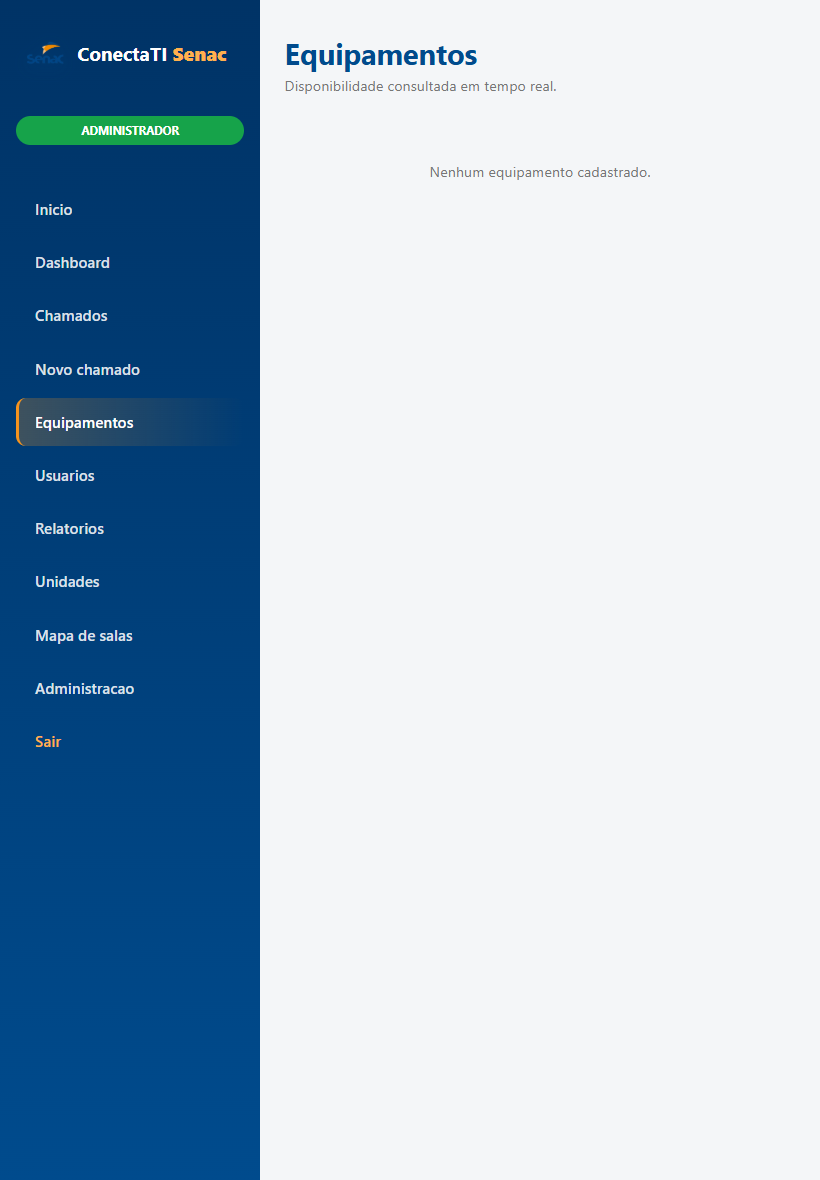 Senac
ConectaTI Senac
ADMINISTRADOR
Inicio
Dashboard
Chamados
Novo chamado
Equipamentos
Usuarios
Relatorios
Unidades
Mapa de salas
Administracao
Sair
Equipamentos
Disponibilidade consultada em tempo real.
Nenhum equipamento cadastrado.